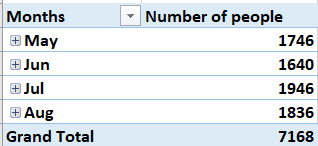 Months Number of people
May 1746
Jun 1640
Jul 1946
Aug 1836
Grand Total 7168